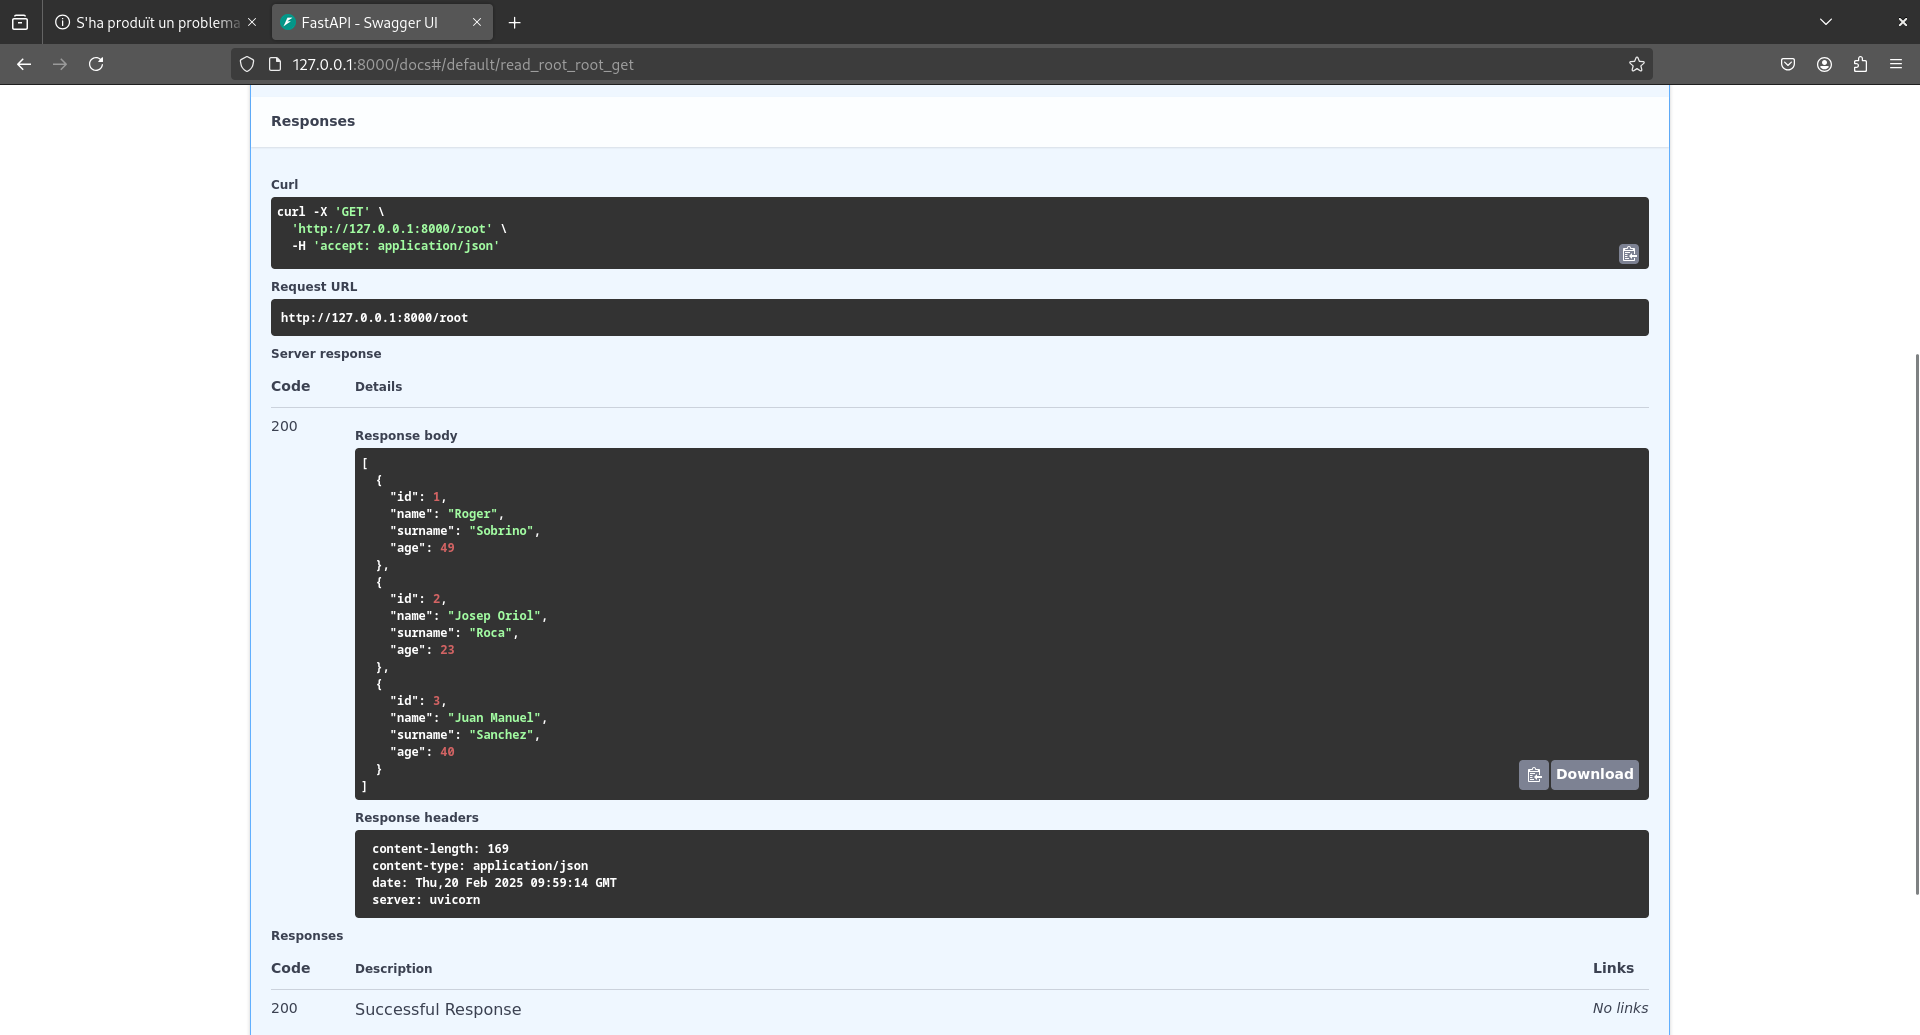 S'ha produït un problema
FastAPI - Swagger UI
127.0.0.1:8000/docs#/default/read_root_root_get
Responses
Curl
curl -X 'GET' \
  'http://127.0.0.1:8000/root' \
  -H 'accept: application/json'
Request URL
http://127.0.0.1:8000/root
Server response
Code Details
200
Response body
[
  {
    "id": 1,
    "name": "Roger",
    "surname": "Sobrino",
    "age": 49
  },
  {
    "id": 2,
    "name": "Josep Oriol",
    "surname": "Roca",
    "age": 23
  },
  {
    "id": 3,
    "name": "Juan Manuel",
    "surname": "Sanchez",
    "age": 40
  }
]
Download
Response headers
content-length: 169
content-type: application/json
date: Thu,20 Feb 2025 09:59:14 GMT
server: uvicorn
Responses
Code Description Links
200 Successful Response No links